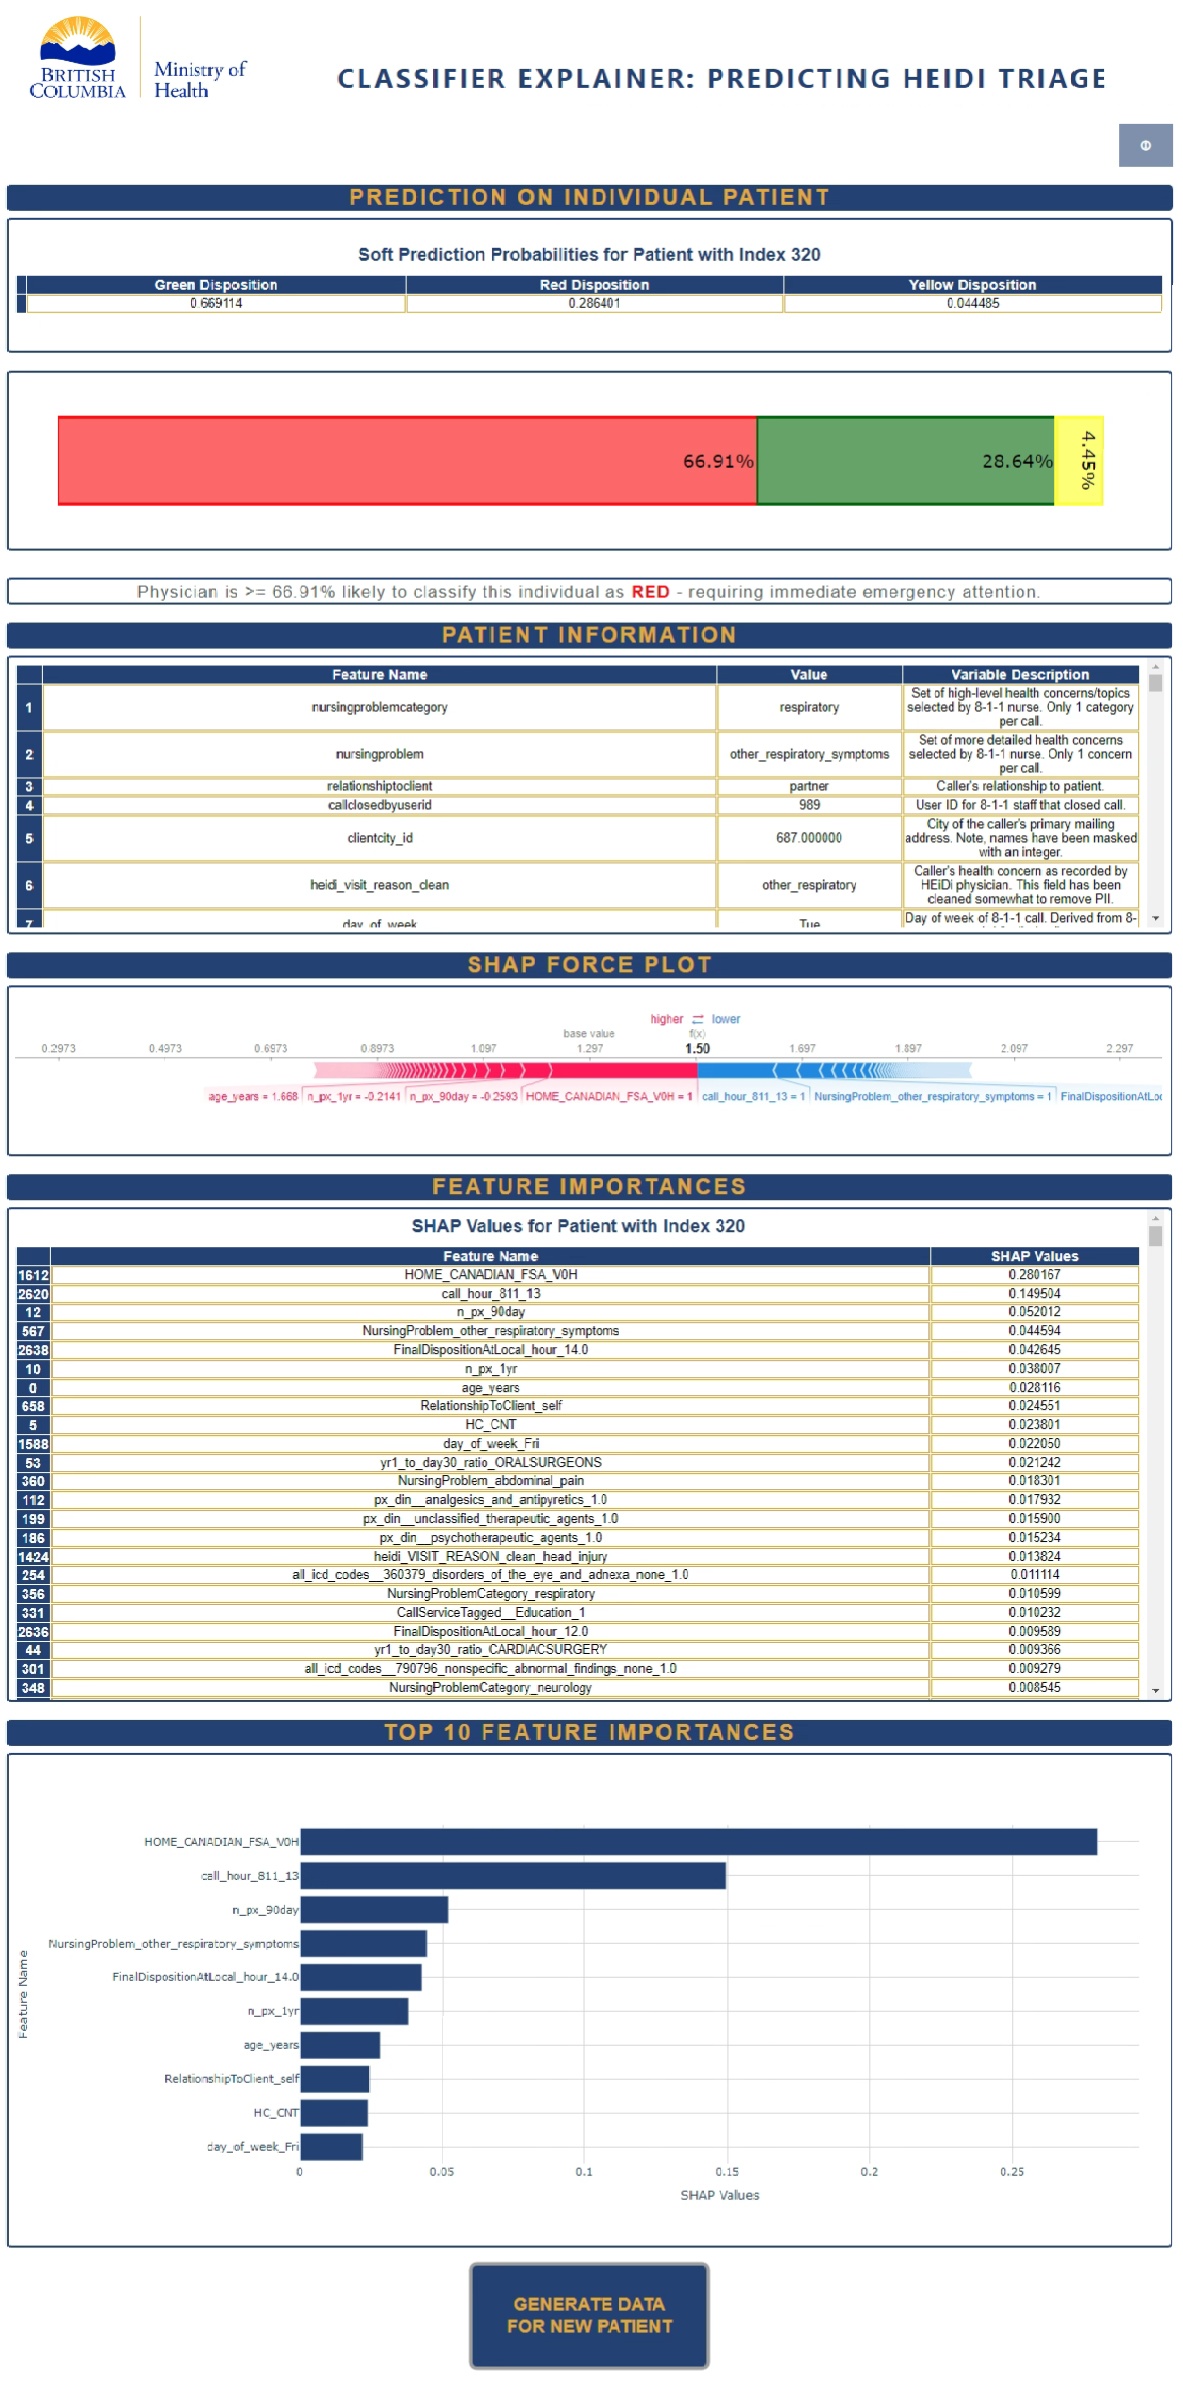 BRITISH COLUMBIA
Ministry of Health
CLASSIFIER EXPLAINER: PREDICTING HEIDI TRIAGE
PREDICTION ON INDIVIDUAL PATIENT
Soft Prediction Probabilities for Patient with Index 320
Green Disposition Red Disposition Yellow Disposition
0.669114 0.286401 0.044485
66.91% 28.64% 4.45%
Physician is >= 66.91% likely to classify this individual as RED - requiring immediate emergency attention.
PATIENT INFORMATION
Feature Name Value Variable Description
1 nursingproblemcategory respiratory Set of high-level health concerns/topics selected by 8-1-1 nurse. Only 1 category per call.
2 nursingproblem other_respiratory_symptoms Set of more detailed health concerns selected by 8-1-1 nurse. Only 1 concern per call.
3 relationshiptoclient partner Caller's relationship to patient.
4 callclosedbyuserid 989 User ID for 8-1-1 staff that closed call.
5 clientcity_id 687.000000 City of the caller's primary mailing address. Note, names have been masked with an integer.
6 heidi_visit_reason_clean other_respiratory Caller's health concern as recorded by HEiDi physician. This field has been cleaned somewhat to remove PII.
7 day_of_week Tue Day of week of 8-1-1 call. Derived from 8-
SHAP FORCE PLOT
higher ⇄ lower
base value f(x)
0.2973 0.4973 0.6973 0.8973 1.097 1.297 1.50 1.697 1.897 2.097 2.297
age_years = 1.668 n_px_1yr = -0.2141 n_px_90day = -0.2593 HOME_CANADIAN_FSA_V0H = 1 call_hour_811_13 = 1 NursingProblem_other_respiratory_symptoms = 1 FinalDispositionAtLoc
FEATURE IMPORTANCES
SHAP Values for Patient with Index 320
Feature Name SHAP Values
1612 HOME_CANADIAN_FSA_V0H 0.280167
2620 call_hour_811_13 0.149504
12 n_px_90day 0.052012
567 NursingProblem_other_respiratory_symptoms 0.044594
2638 FinalDispositionAtLocal_hour_14.0 0.042645
10 n_px_1yr 0.038007
0 age_years 0.028116
658 RelationshipToClient_self 0.024551
5 HC_CNT 0.023801
1588 day_of_week_Fri 0.022050
53 yr1_to_day30_ratio_ORALSURGEONS 0.021242
360 NursingProblem_abdominal_pain 0.018301
112 px_din__analgesics_and_antipyretics_1.0 0.017932
199 px_din__unclassified_therapeutic_agents_1.0 0.015900
186 px_din__psychotherapeutic_agents_1.0 0.015234
1424 heidi_VISIT_REASON_clean_head_injury 0.013824
254 all_icd_codes__360379_disorders_of_the_eye_and_adnexa_none_1.0 0.011114
356 NursingProblemCategory_respiratory 0.010599
331 CallServiceTagged__Education_1 0.010232
2636 FinalDispositionAtLocal_hour_12.0 0.009589
44 yr1_to_day30_ratio_CARDIACSURGERY 0.009366
301 all_icd_codes__790796_nonspecific_abnormal_findings_none_1.0 0.009279
348 NursingProblemCategory_neurology 0.008545
TOP 10 FEATURE IMPORTANCES
Feature Name
HOME_CANADIAN_FSA_V0H
call_hour_811_13
n_px_90day
NursingProblem_other_respiratory_symptoms
FinalDispositionAtLocal_hour_14.0
n_px_1yr
age_years
RelationshipToClient_self
HC_CNT
day_of_week_Fri
0 0.05 0.1 0.15 0.2 0.25
SHAP Values
GENERATE DATA
FOR NEW PATIENT